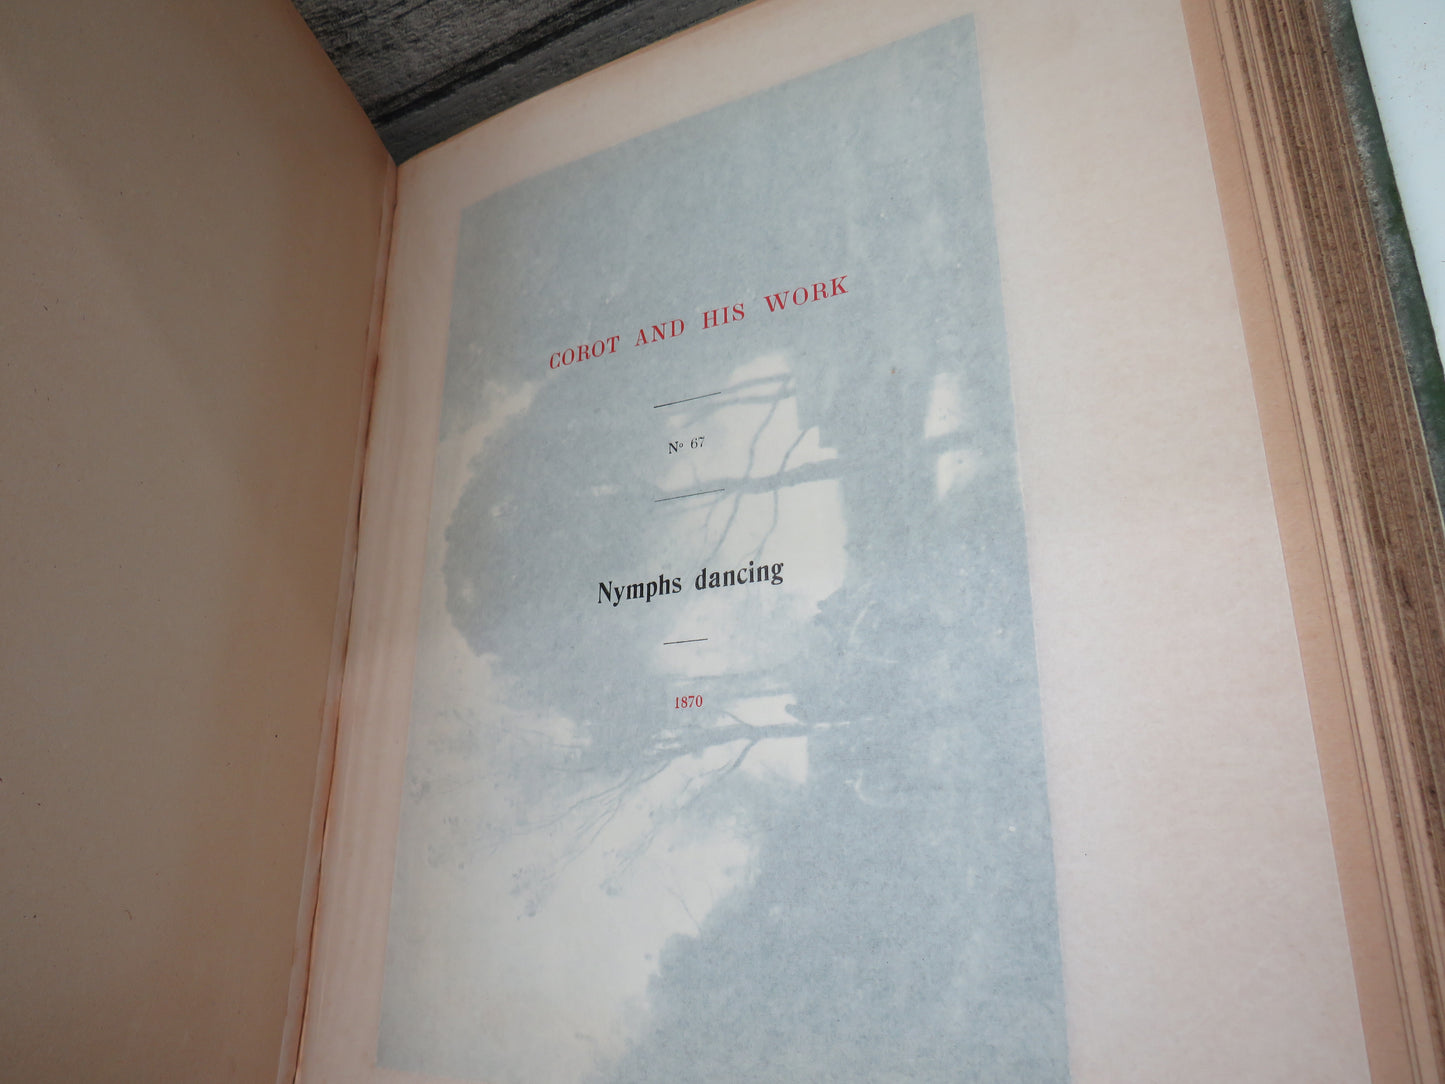 COROT AND HIS WORK
Nº 67
Nymphs dancing
1870